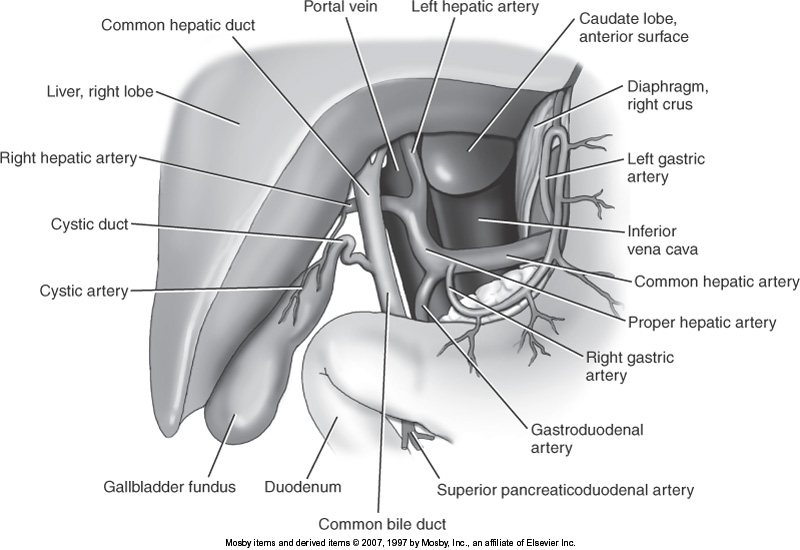 Portal vein
Left hepatic artery
Common hepatic duct
Caudate lobe,
anterior surface
Liver, right lobe
Diaphragm,
right crus
Right hepatic artery
Left gastric
artery
Cystic duct
Inferior
vena cava
Cystic artery
Common hepatic artery
Proper hepatic artery
Right gastric
artery
Gastroduodenal
artery
Gallbladder fundus
Duodenum
Superior pancreaticoduodenal artery
Common bile duct
Mosby items and derived items © 2007, 1997 by Mosby, Inc., an affiliate of Elsevier Inc.